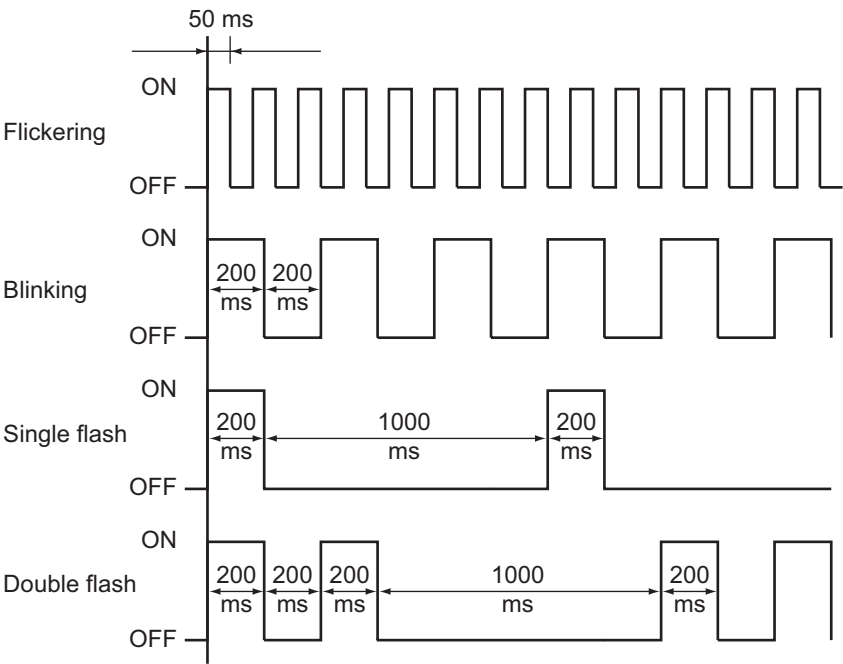 50 ms
ON
Flickering
OFF
ON
200 ms 200 ms
Blinking
OFF
ON
200 ms 1000 ms 200 ms
Single flash
OFF
ON
200 ms 200 ms 200 ms 1000 ms 200 ms
Double flash
OFF